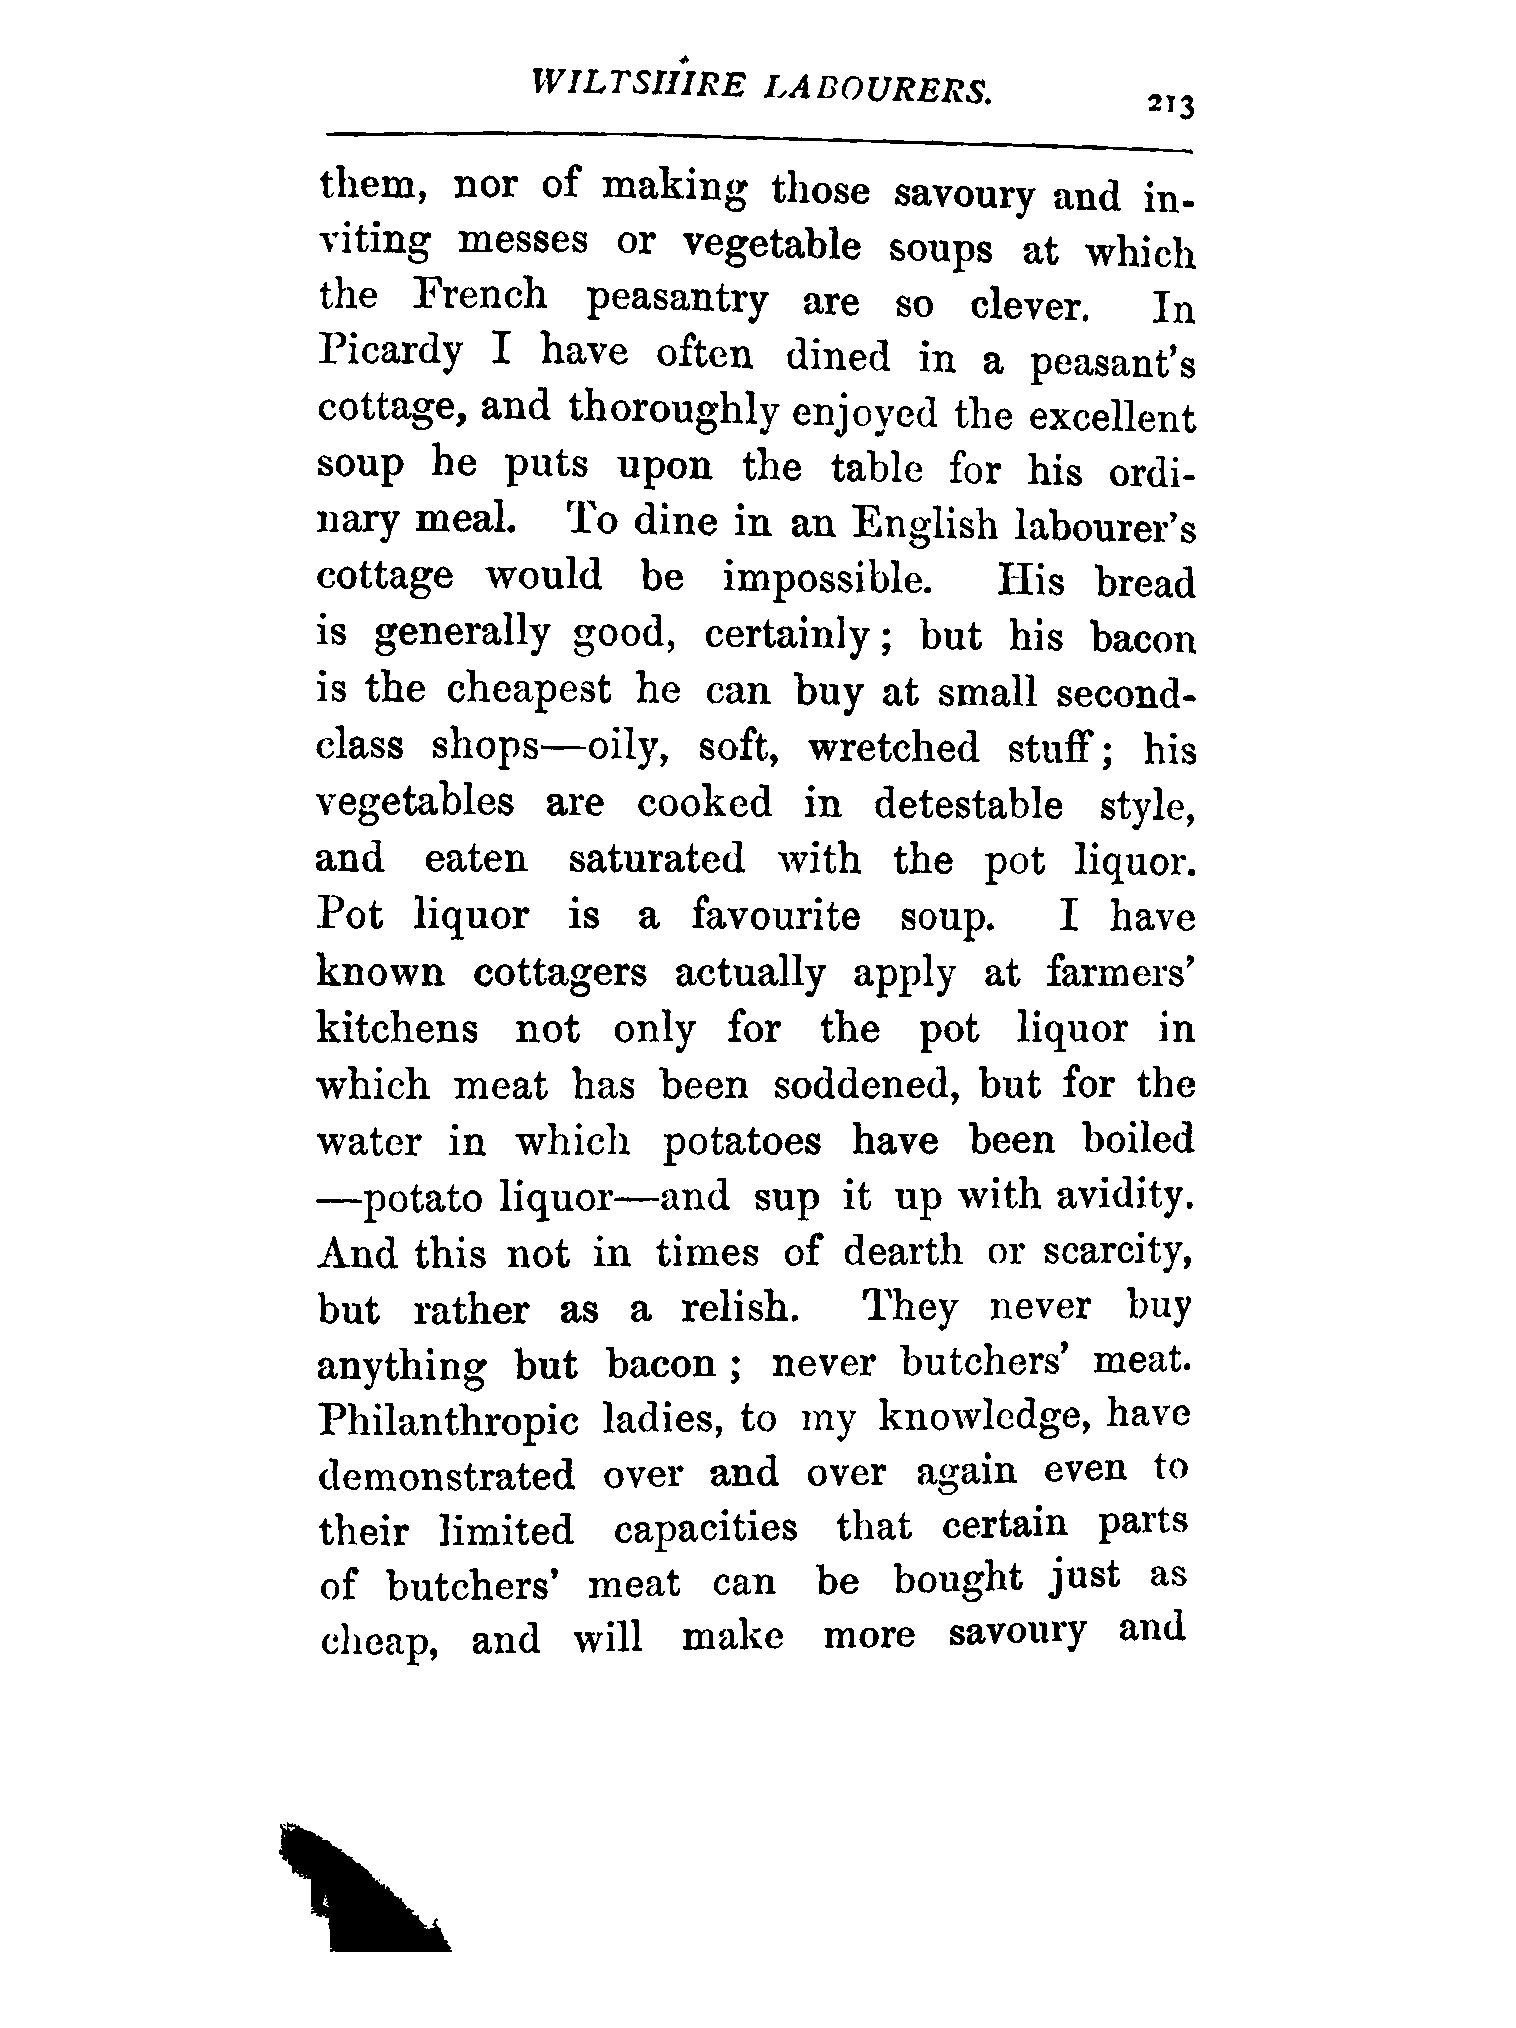 WILTSHIRE LABOURERS.
213
them, nor of making those savoury and in-
viting messes or vegetable soups at which
the French peasantry are so clever. In
Picardy I have often dined in a peasant's
cottage, and thoroughly enjoyed the excellent
soup he puts upon the table for his ordi-
nary meal. To dine in an English labourer's
cottage would be impossible. His bread
is generally good, certainly; but his bacon
is the cheapest he can buy at small second-
class shops—oily, soft, wretched stuff; his
vegetables are cooked in detestable style,
and eaten saturated with the pot liquor.
Pot liquor is a favourite soup. I have
known cottagers actually apply at farmers'
kitchens not only for the pot liquor in
which meat has been soddened, but for the
water in which potatoes have been boiled
—potato liquor—and sup it up with avidity.
And this not in times of dearth or scarcity,
but rather as a relish. They never buy
anything but bacon; never butchers' meat.
Philanthropic ladies, to my knowledge, have
demonstrated over and over again even to
their limited capacities that certain parts
of butchers' meat can be bought just as
cheap, and will make more savoury and